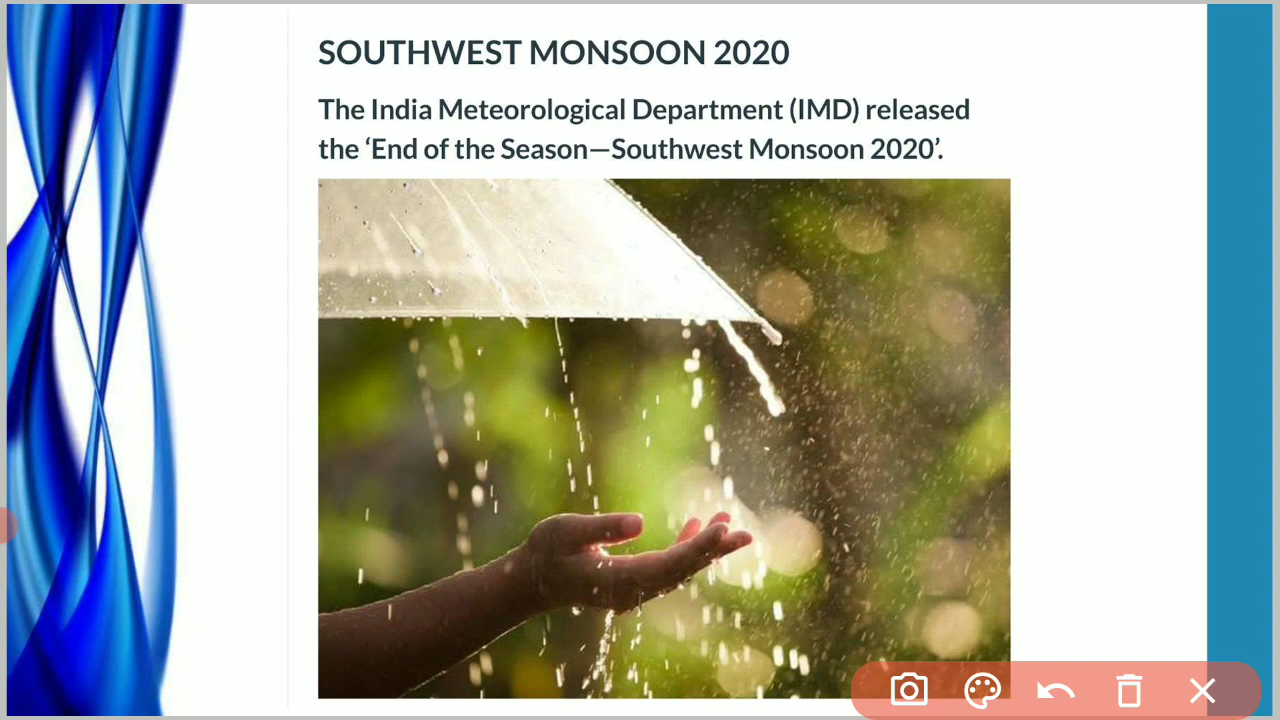 SOUTHWEST MONSOON 2020
The India Meteorological Department (IMD) released
the ‘End of the Season—Southwest Monsoon 2020’.